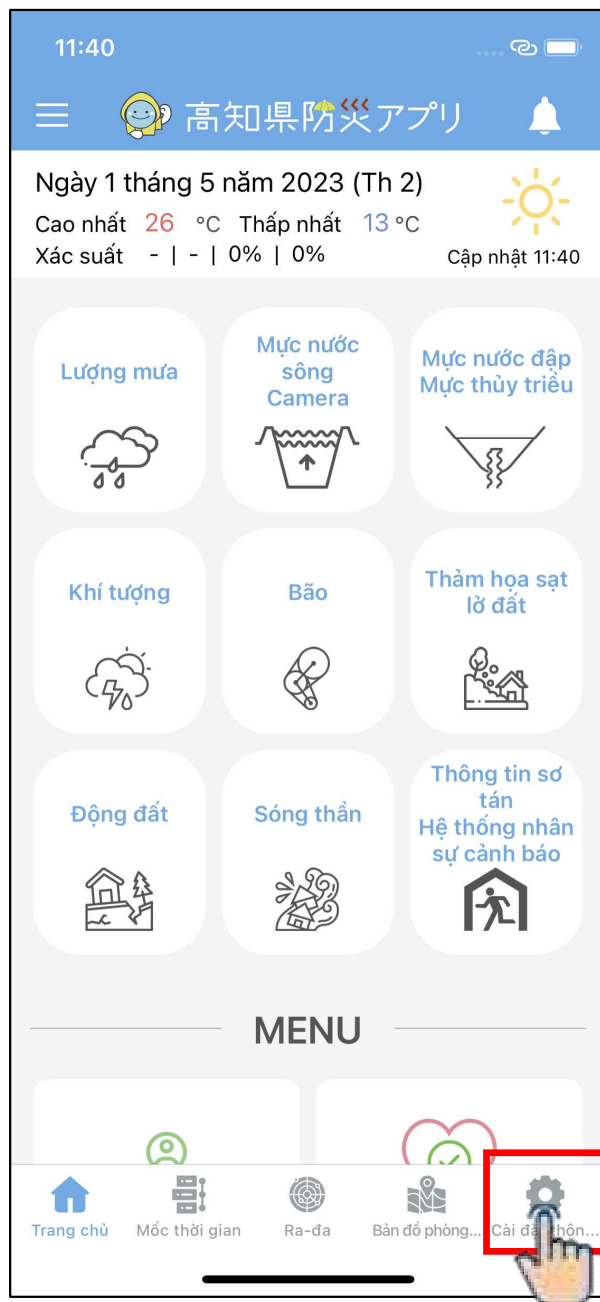 11:40
高知県防災アプリ
Ngày 1 tháng 5 năm 2023 (Th 2)
Cao nhất 26 °C Thấp nhất 13 °C
Xác suất - | - | 0% | 0%
Cập nhật 11:40
Lượng mưa
Mực nước
sông
Camera
Mực nước đập
Mực thủy triều
Khí tượng
Bão
Thảm họa sạt
lở đất
Động đất
Sóng thần
Thông tin sơ
tán
Hệ thống nhân
sự cảnh báo
MENU
Trang chủ
Mốc thời gian
Ra-đa
Bản đồ phòng...
Cài đặt thôn...